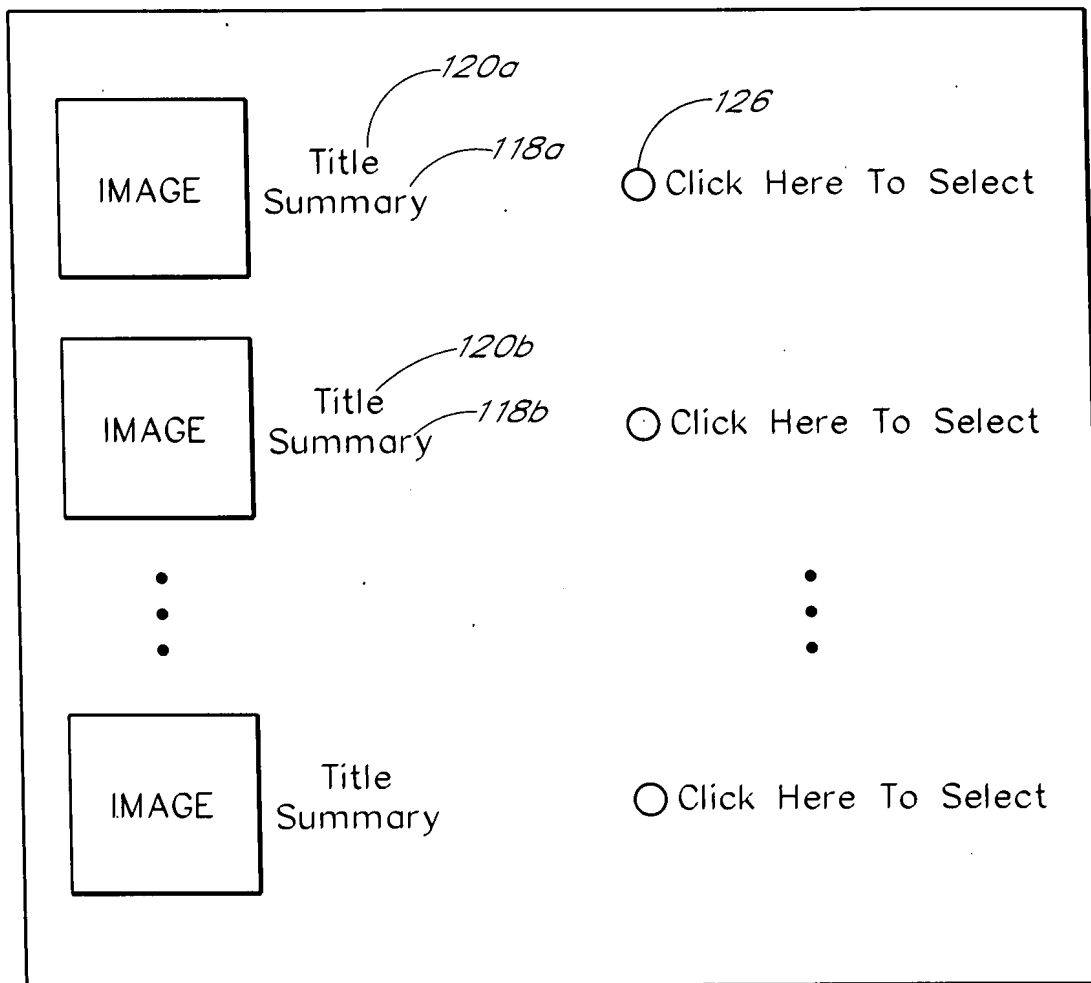 120a
126
Title
118a
IMAGE
Summary
Click Here To Select
120b
Title
118b
IMAGE
Summary
Click Here To Select
Title
IMAGE
Summary
Click Here To Select